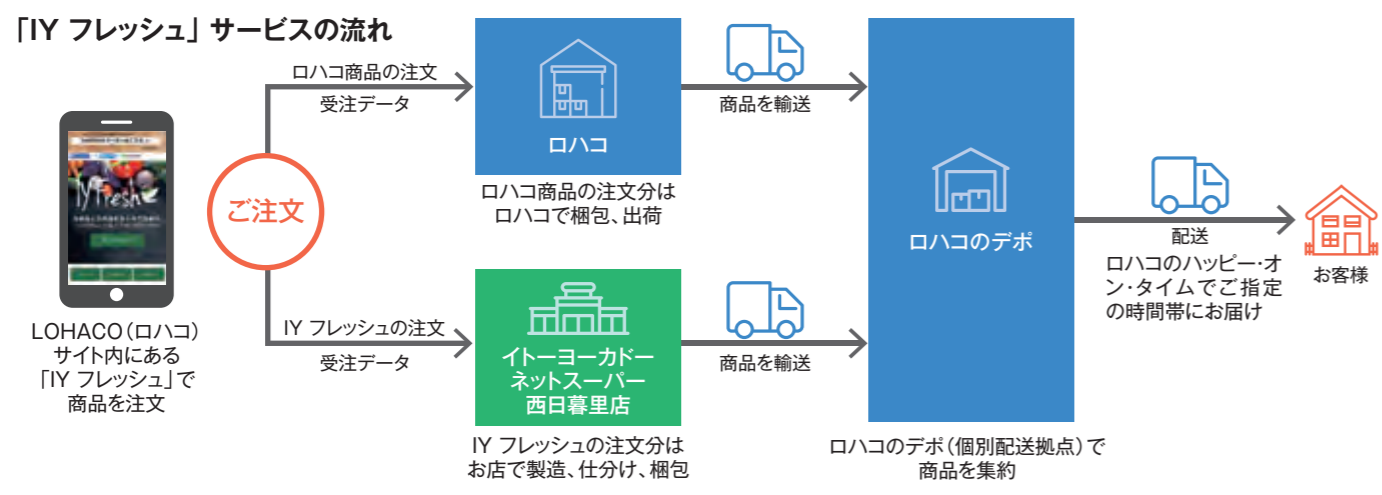 「IY フレッシュ」 サービスの流れ
LOHACO（ロハコ）
サイト内にある
「IY フレッシュ」で
商品を注文
IY Fresh
ご注文
ロハコ商品の注文
受注データ
ロハコ
ロハコ商品の注文分は
ロハコで梱包、出荷
商品を輸送
IY フレッシュの注文
受注データ
イトーヨーカドー
ネットスーパー
西日暮里店
IY フレッシュの注文分は
お店で製造、仕分け、梱包
商品を輸送
ロハコのデポ
ロハコのデポ（個別配送拠点）で
商品を集約
配送
ロハコのハッピー・オ
ン・タイムでご指定
の時間帯にお届け
お客様